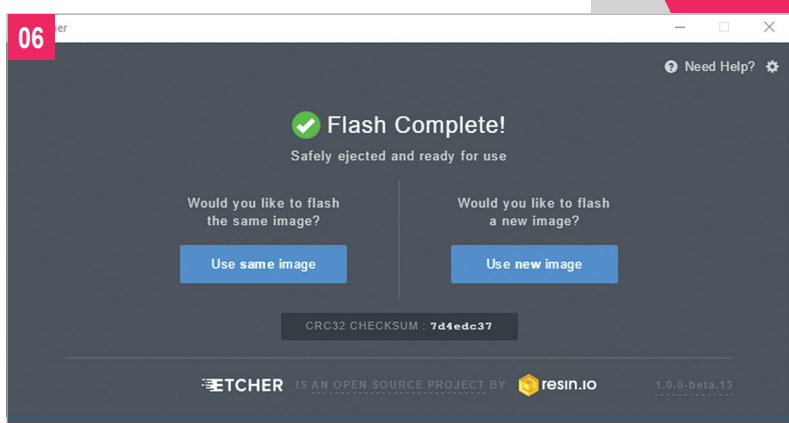 06
er
Need Help?
Flash Complete!
Safely ejected and ready for use
Would you like to flash
the same image?
Use same image
Would you like to flash
a new image?
Use new image
CRC32 CHECKSUM : 7d4edc37
ETCHER IS AN OPEN SOURCE PROJECT BY resin.io 1.0.0-beta.13